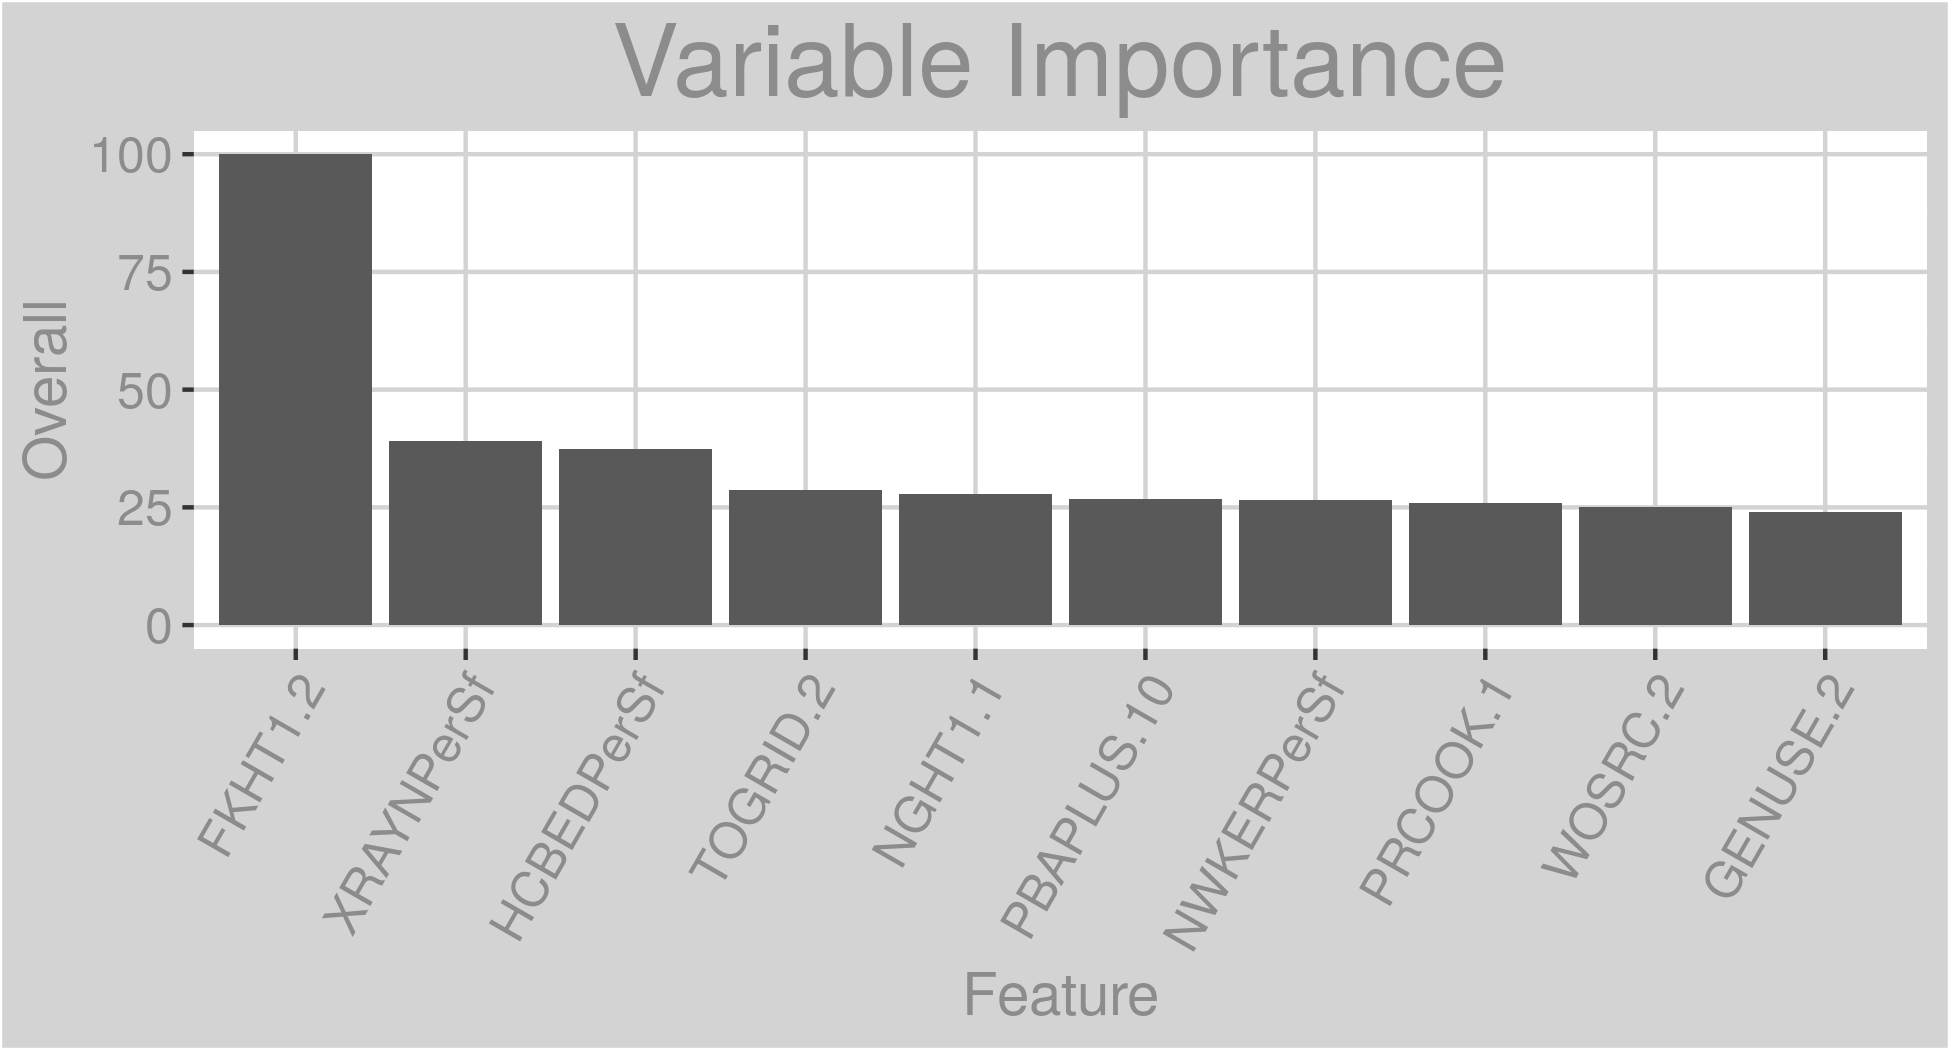 Variable Importance
100
75
50
25
0
Overall
FKHT1.2
XRAYNPerSf
HCBEDPerSf
TOGRID.2
NGHT1.1
PBAPLUS.10
NWKERPerSf
PRCOOK.1
WOSRC.2
GENUSE.2
Feature